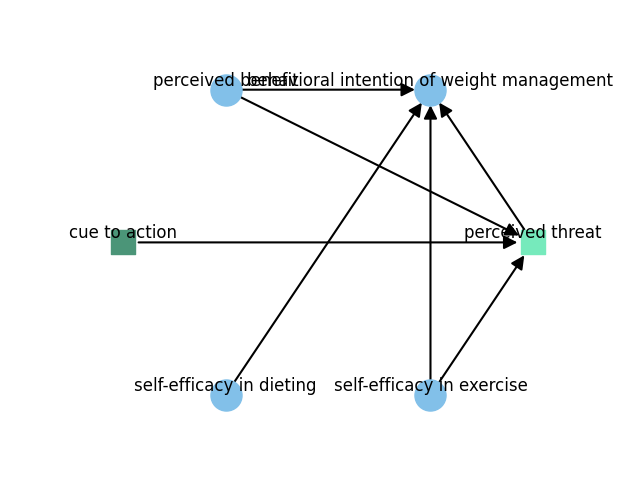 perceived benefit
behavioral intention of weight management
cue to action
perceived threat
self-efficacy in dieting
self-efficacy in exercise